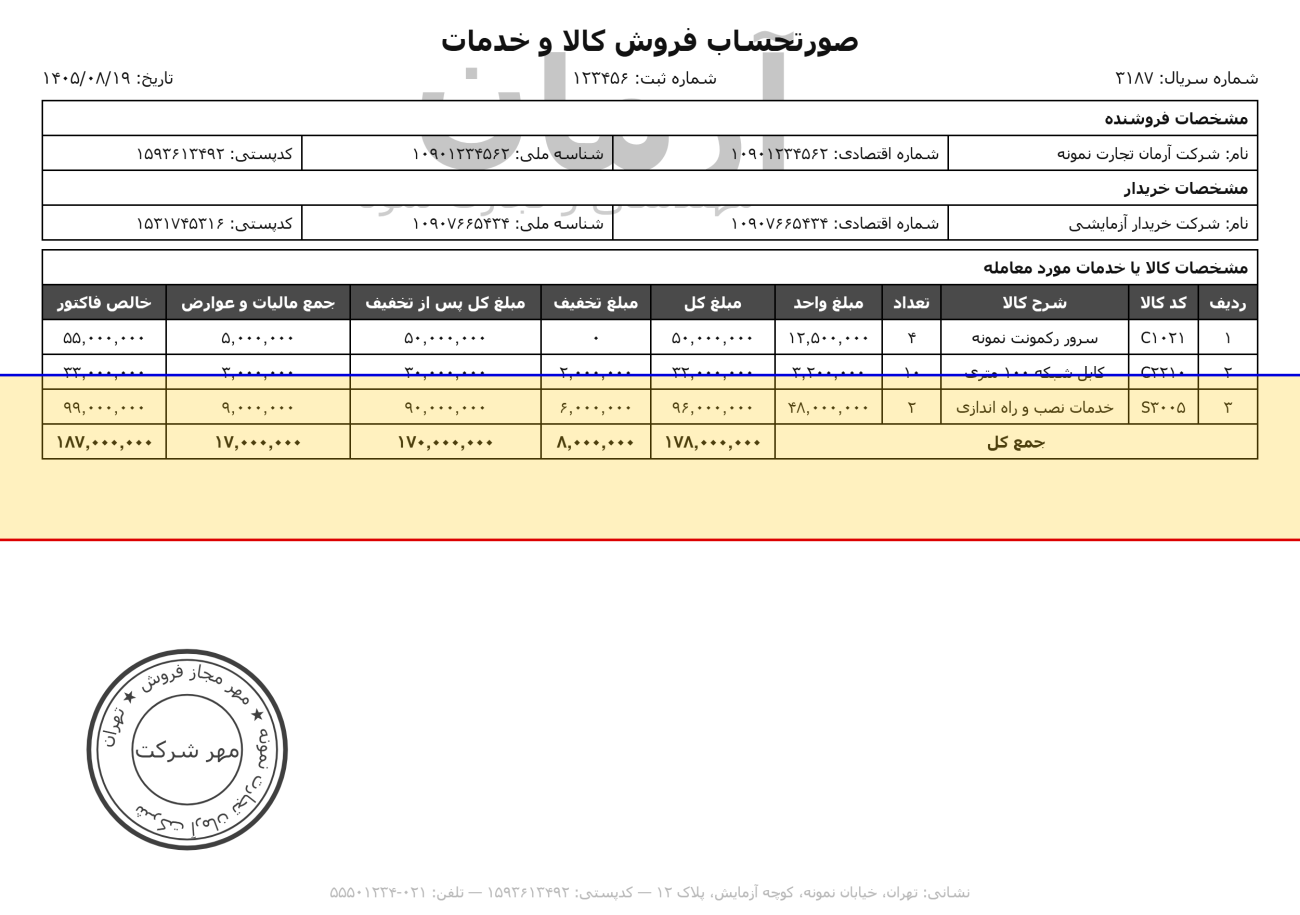 صورتحساب فروش کالا و خدمات
شماره سریال: ۳۱۸۷ شماره ثبت: ۱۲۳۴۵۶ تاریخ: ۱۴۰۵/۰۸/۱۹
آرمان
مشخصات فروشنده
نام: شرکت آرمان تجارت نمونه شماره اقتصادی: ۱۰۹۰۱۲۳۴۵۶۲ شناسه ملی: ۱۰۹۰۱۲۳۴۵۶۲ کدپستی: ۱۵۹۳۶۱۳۴۹۲
مشخصات خریدار
نام: شرکت خریدار آزمایشی شماره اقتصادی: ۱۰۹۰۷۶۶۵۴۳۴ شناسه ملی: ۱۰۹۰۷۶۶۵۴۳۴ کدپستی: ۱۵۳۱۷۴۵۳۱۶
مشخصات کالا یا خدمات مورد معامله
ردیف کد کالا شرح کالا تعداد مبلغ واحد مبلغ کل مبلغ تخفیف مبلغ کل پس از تخفیف جمع مالیات و عوارض خالص فاکتور
۱ C۱۰۲۱ سرور رکمونت نمونه ۴ ۱۲,۵۰۰,۰۰۰ ۵۰,۰۰۰,۰۰۰ ۰ ۵۰,۰۰۰,۰۰۰ ۵,۰۰۰,۰۰۰ ۵۵,۰۰۰,۰۰۰
۲ C۲۲۱۰ کابل شبکه ۱۰۰ متری ۱۰ ۳,۲۰۰,۰۰۰ ۳۲,۰۰۰,۰۰۰ ۲,۰۰۰,۰۰۰ ۳۰,۰۰۰,۰۰۰ ۳,۰۰۰,۰۰۰ ۳۳,۰۰۰,۰۰۰
۳ S۳۰۰۵ خدمات نصب و راه اندازی ۲ ۴۸,۰۰۰,۰۰۰ ۹۶,۰۰۰,۰۰۰ ۶,۰۰۰,۰۰۰ ۹۰,۰۰۰,۰۰۰ ۹,۰۰۰,۰۰۰ ۹۹,۰۰۰,۰۰۰
جمع کل ۱۷۸,۰۰۰,۰۰۰ ۸,۰۰۰,۰۰۰ ۱۷۰,۰۰۰,۰۰۰ ۱۷,۰۰۰,۰۰۰ ۱۸۷,۰۰۰,۰۰۰
شرکت آرمان تجارت نمونه ★ مهر مجاز فروش ★ تهران
مهر شرکت
نشانی: تهران، خیابان نمونه، کوچه آزمایش، پلاک ۱۲ — کدپستی: ۱۵۹۳۶۱۳۴۹۲ — تلفن: ۰۲۱-۵۵۵۰۱۲۳۴